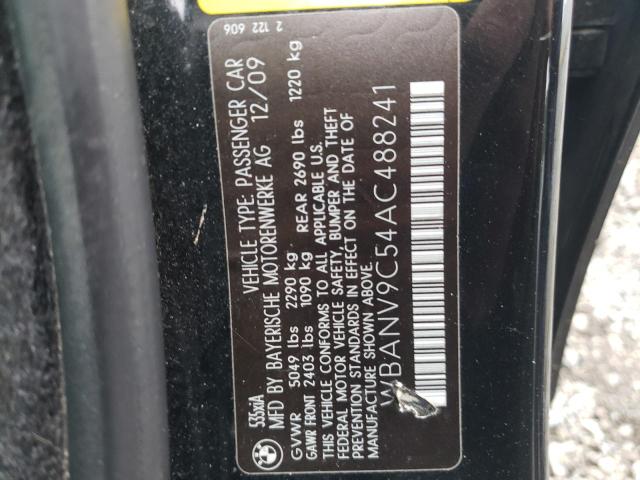 2 122 606
535xiA VEHICLE TYPE: PASSENGER CAR
MFD BY BAYERISCHE MOTORENWERKE AG 12/09
GVWR 5049 lbs 2290 kg
GAWR FRONT 2403 lbs 1090 kg REAR 2690 lbs 1220 kg
THIS VEHICLE CONFORMS TO ALL APPLICABLE U.S.
FEDERAL MOTOR VEHICLE SAFETY, BUMPER AND THEFT
PREVENTION STANDARDS IN EFFECT ON THE DATE OF
MANUFACTURE SHOWN ABOVE.
WBANV9C54AC488241